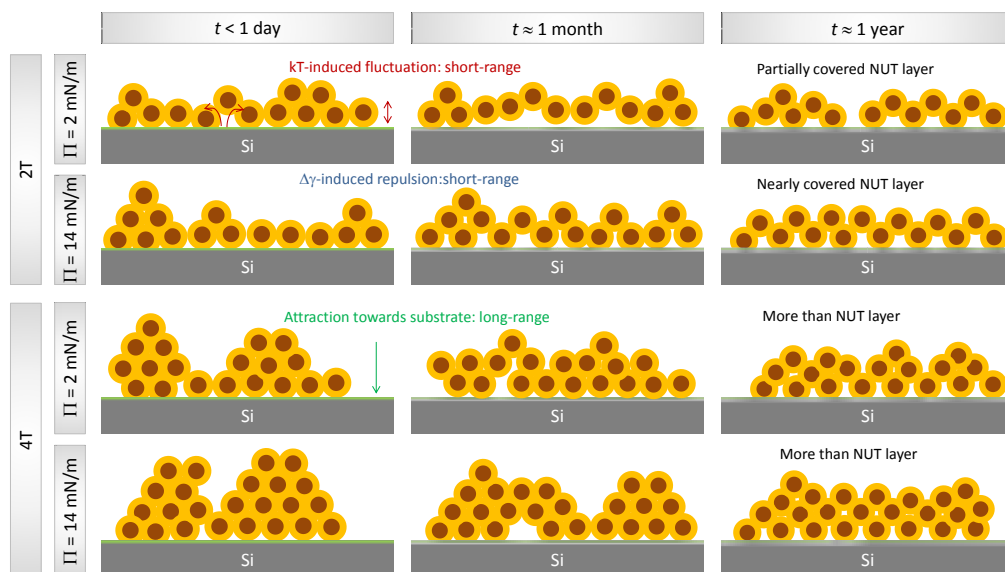 t < 1 day
t ≈ 1 month
t ≈ 1 year
2T
Π = 2 mN/m
kT-induced fluctuation: short-range
Partially covered NUT layer
Si
Si
Si
Π = 14 mN/m
Δγ-induced repulsion:short-range
Nearly covered NUT layer
Si
Si
Si
4T
Π = 2 mN/m
Attraction towards substrate: long-range
More than NUT layer
Si
Si
Si
Π = 14 mN/m
More than NUT layer
Si
Si
Si